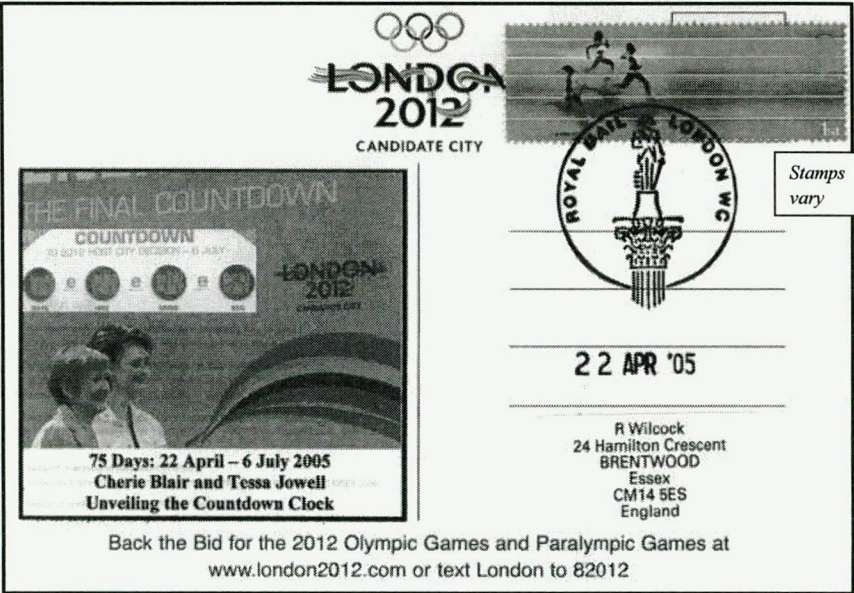 LONDON
2012
CANDIDATE CITY
1st
ROYAL MAIL LONDON WC
Stamps
vary
THE FINAL COUNTDOWN
COUNTDOWN
TO 2012 HOST CITY DECISION - 6 JULY
LONDON
2012
CANDIDATE CITY
22 APR '05
75 Days: 22 April – 6 July 2005
Cherie Blair and Tessa Jowell
Unveiling the Countdown Clock
R Wilcock
24 Hamilton Crescent
BRENTWOOD
Essex
CM14 5ES
England
Back the Bid for the 2012 Olympic Games and Paralympic Games at
www.london2012.com or text London to 82012